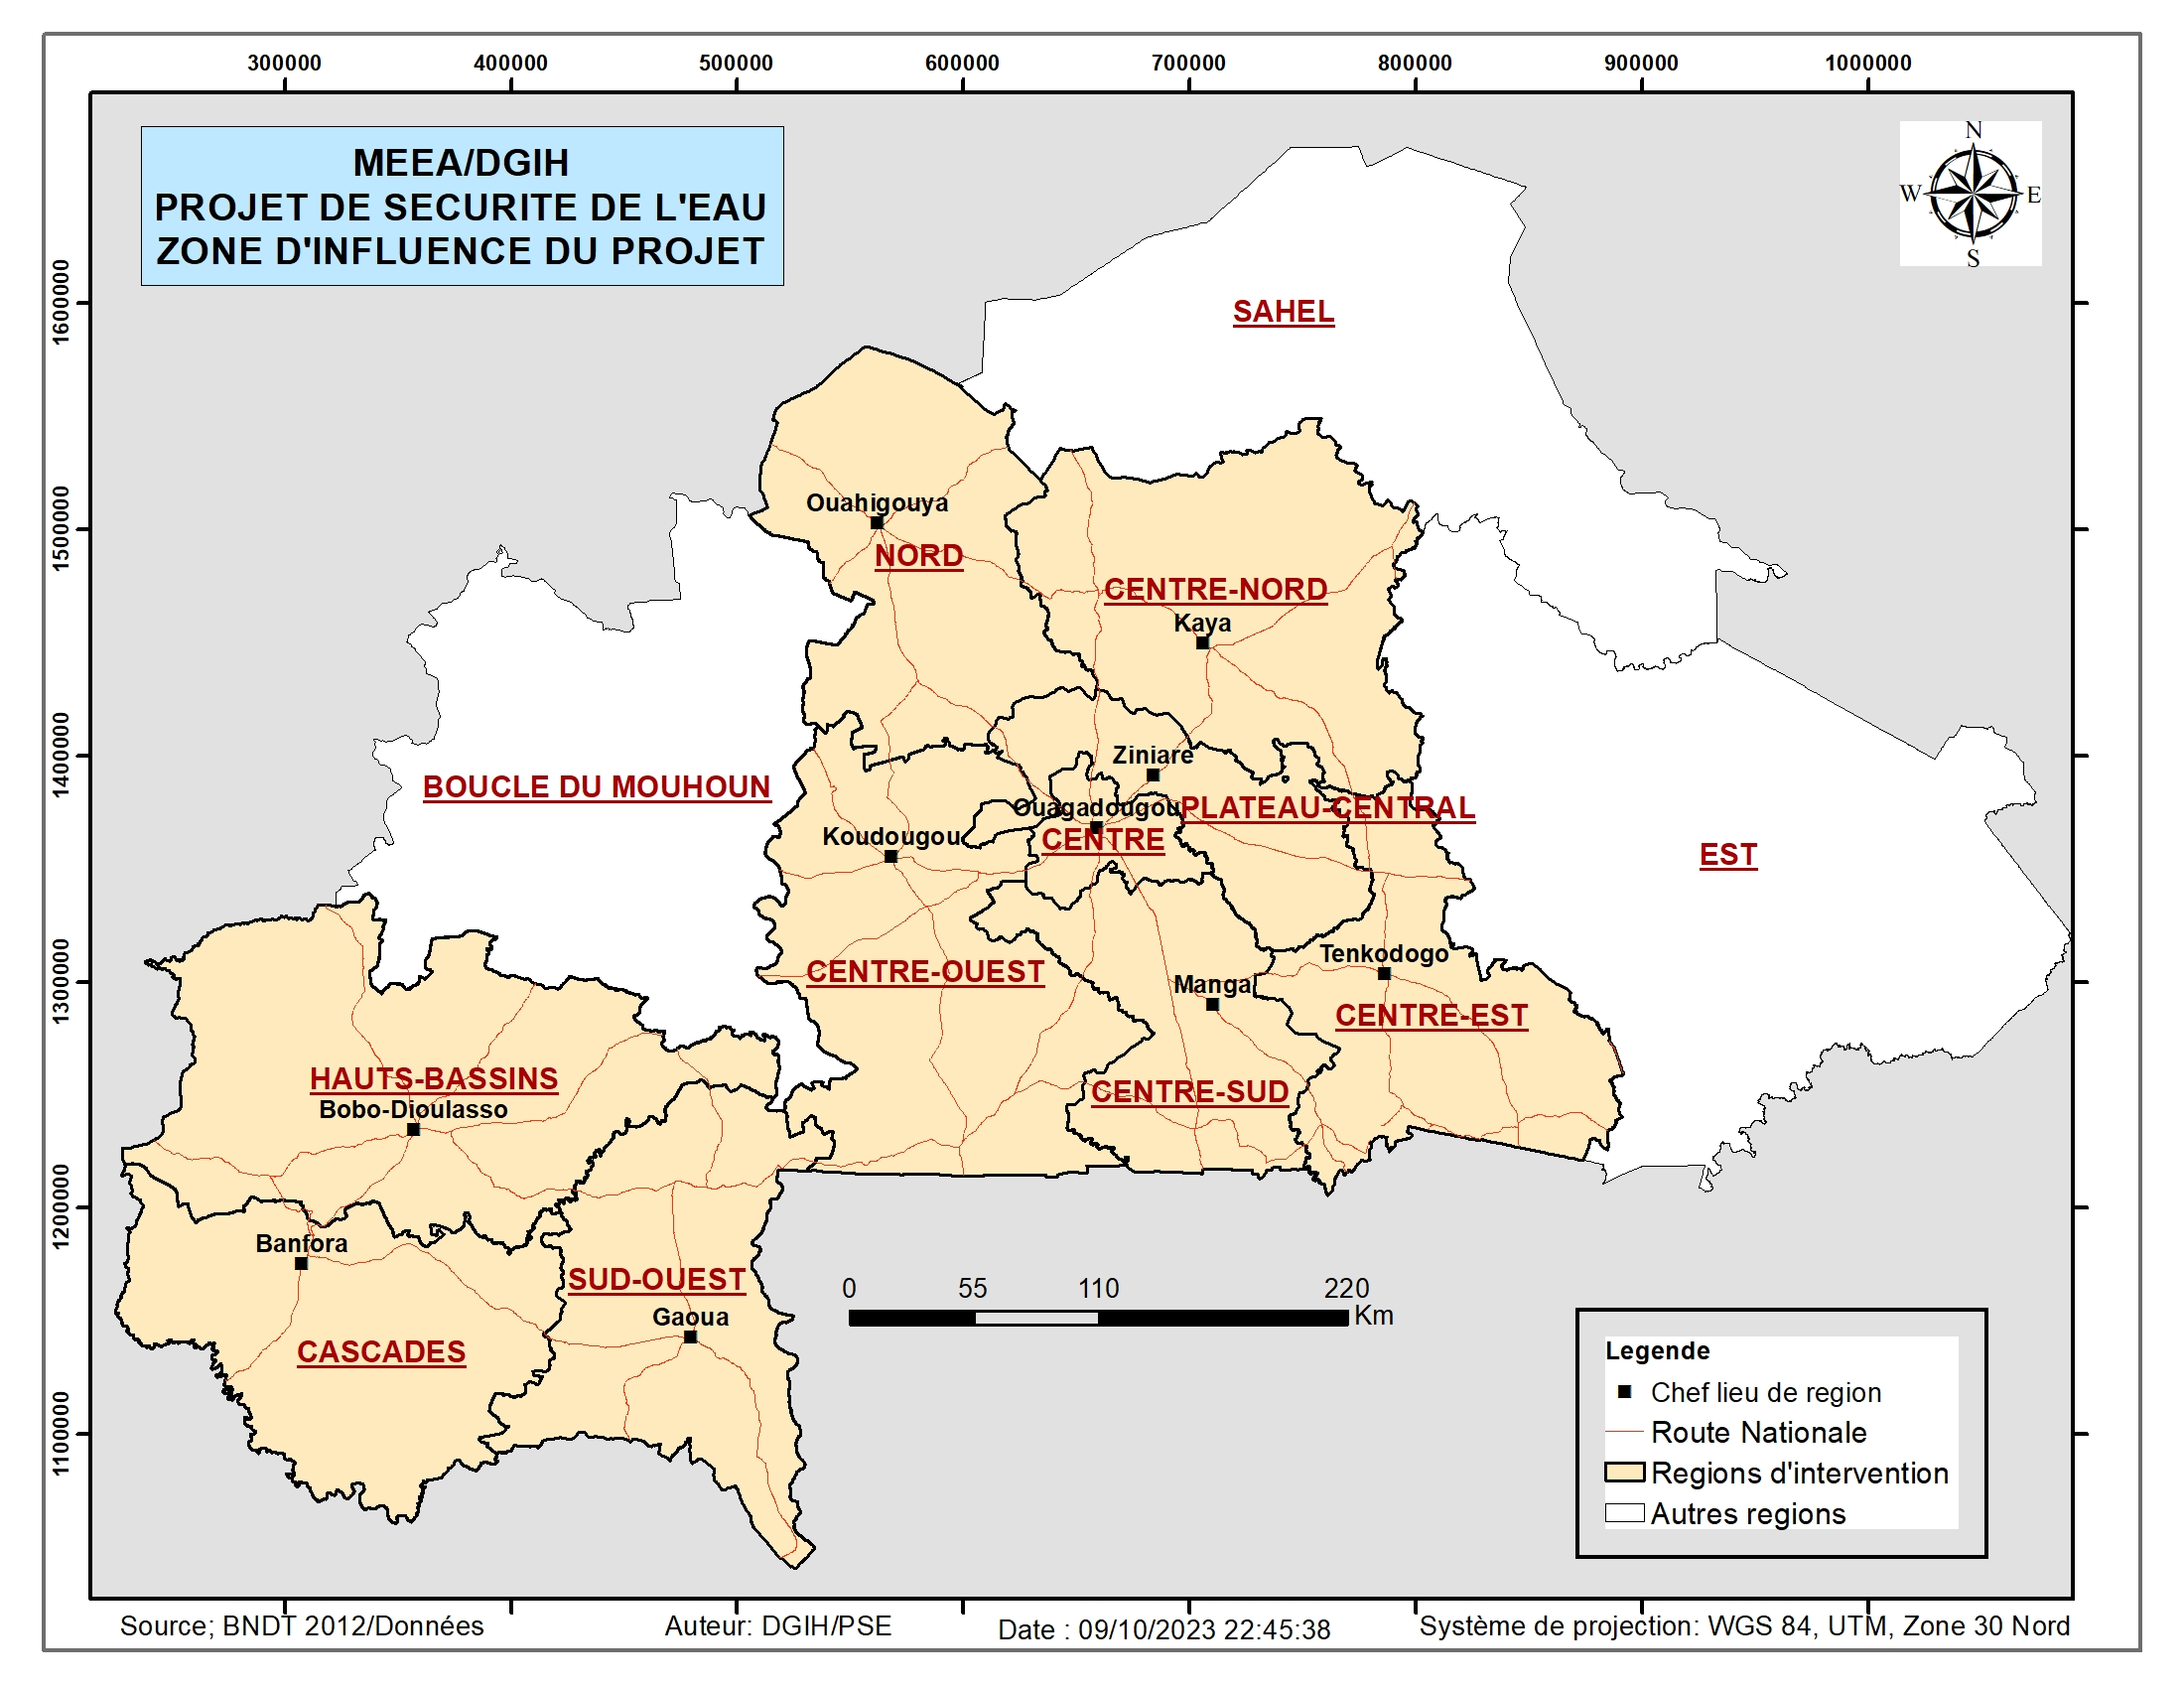 300000 400000 500000 600000 700000 800000 900000 1000000
MEEA/DGIH
PROJET DE SECURITE DE L'EAU
ZONE D'INFLUENCE DU PROJET
N
W E
S
1600000
1500000
1400000
1300000
1200000
1100000
SAHEL
Ouahigouya
NORD
CENTRE-NORD
Kaya
Ziniare
BOUCLE DU MOUHOUN
Ouagadougou
PLATEAU-CENTRAL
Koudougou
CENTRE
EST
Tenkodogo
CENTRE-OUEST
Manga
CENTRE-EST
HAUTS-BASSINS
CENTRE-SUD
Bobo-Dioulasso
Banfora
SUD-OUEST
Gaoua
CASCADES
0 55 110 220
Km
Legende
Chef lieu de region
Route Nationale
Regions d'intervention
Autres regions
Source; BNDT 2012/Données
Auteur: DGIH/PSE
Date : 09/10/2023 22:45:38
Système de projection: WGS 84, UTM, Zone 30 Nord